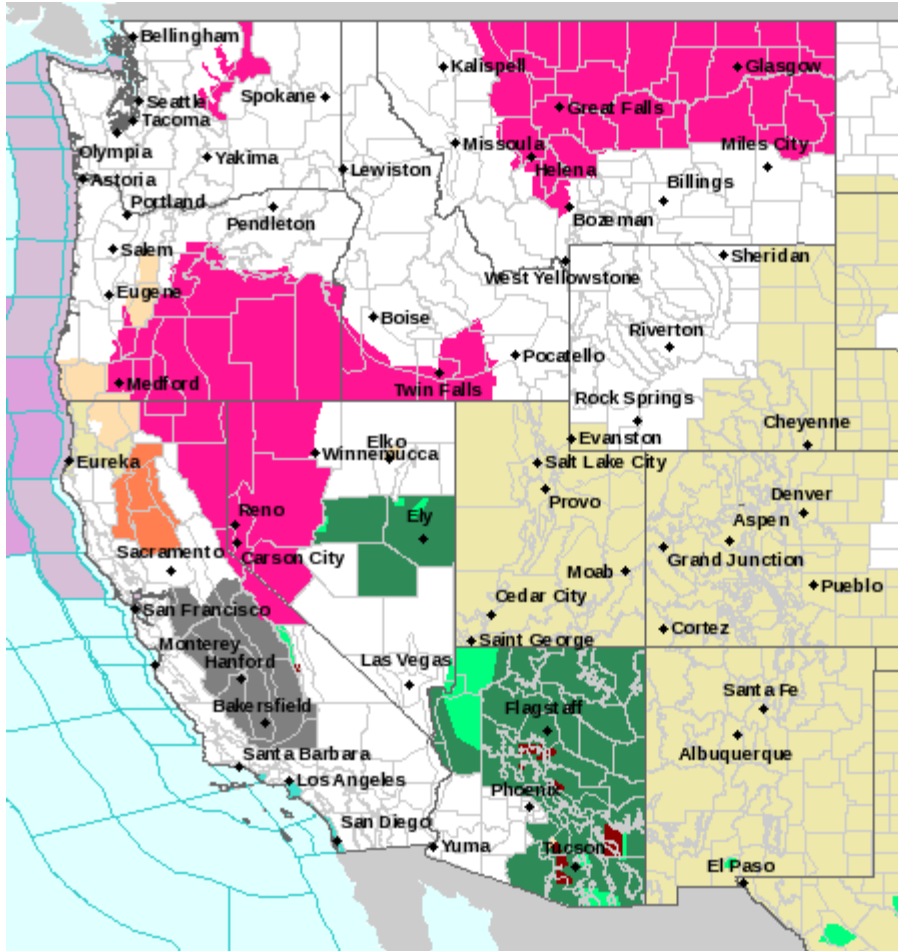 Bellingham
Kalispell
Glasgow
Spokane
Seattle
Great Falls
Tacoma
Olympia
Missoula
Miles City
Yakima
Helena
Lewiston
Astoria
Billings
Portland
Pendleton
Bozeman
Salem
Sheridan
West Yellowstone
Eugene
Boise
Riverton
Pocatello
Medford
Twin Falls
Rock Springs
Cheyenne
Elko
Evanston
Winnemucca
Eureka
Salt Lake City
Provo
Denver
Reno
Ely
Aspen
Sacramento
Carson City
Grand Junction
Moab
Pueblo
Cedar City
San Francisco
Cortez
Saint George
Monterey
Hanford
Las Vegas
Santa Fe
Bakersfield
Flagstaff
Albuquerque
Santa Barbara
Los Angeles
Phoenix
San Diego
Yuma
Tucson
El Paso